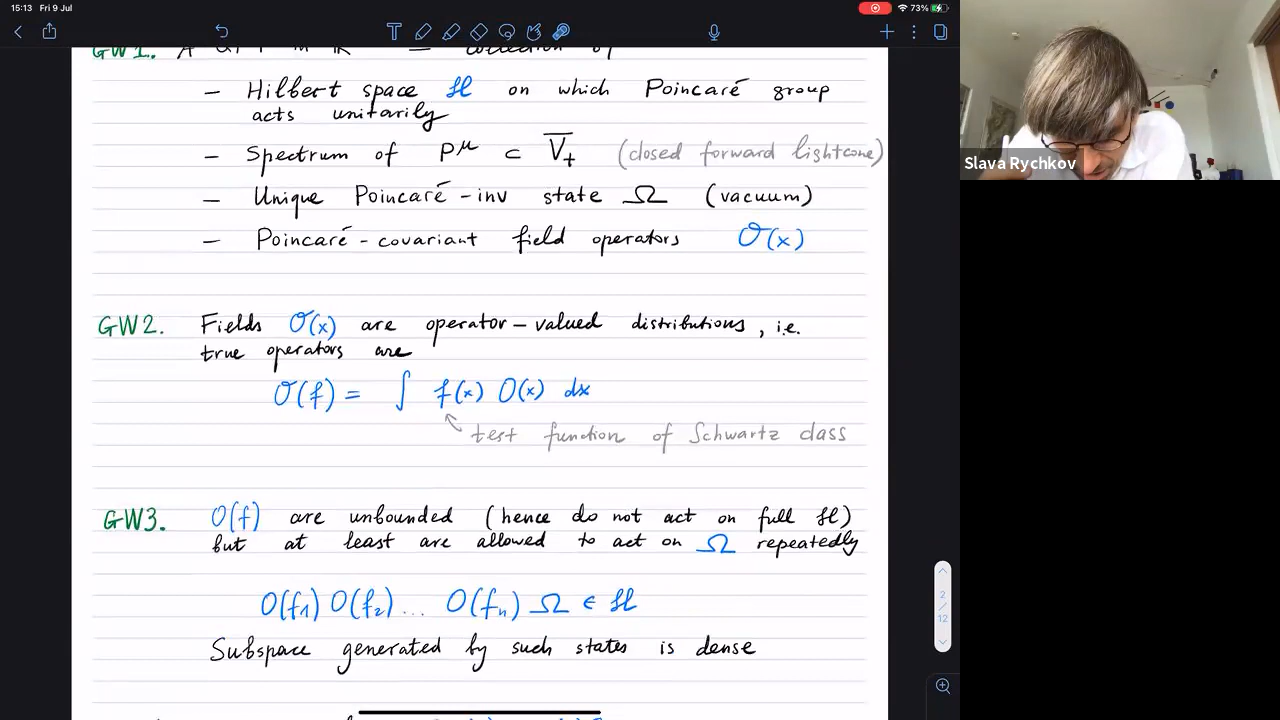 15:13 Fri 9 Jul
73%
GW1.
- Hilbert space ℋ on which Poincaré group
acts unitarily
- Spectrum of P^μ ⊂ V̅₊ (closed forward lightcone)
- Unique Poincaré-inv state Ω (vacuum)
- Poincaré-covariant field operators O(x)
GW2. Fields O(x) are operator-valued distributions, i.e.
true operators are
O(f) = ∫ f(x) O(x) dx
test function of Schwartz class
GW3. O(f) are unbounded (hence do not act on full ℋ)
but at least are allowed to act on Ω repeatedly
O(f₁) O(f₂) ... O(fₙ) Ω ∈ ℋ
Subspace generated by such states is dense
2
/
12
Slava Rychkov